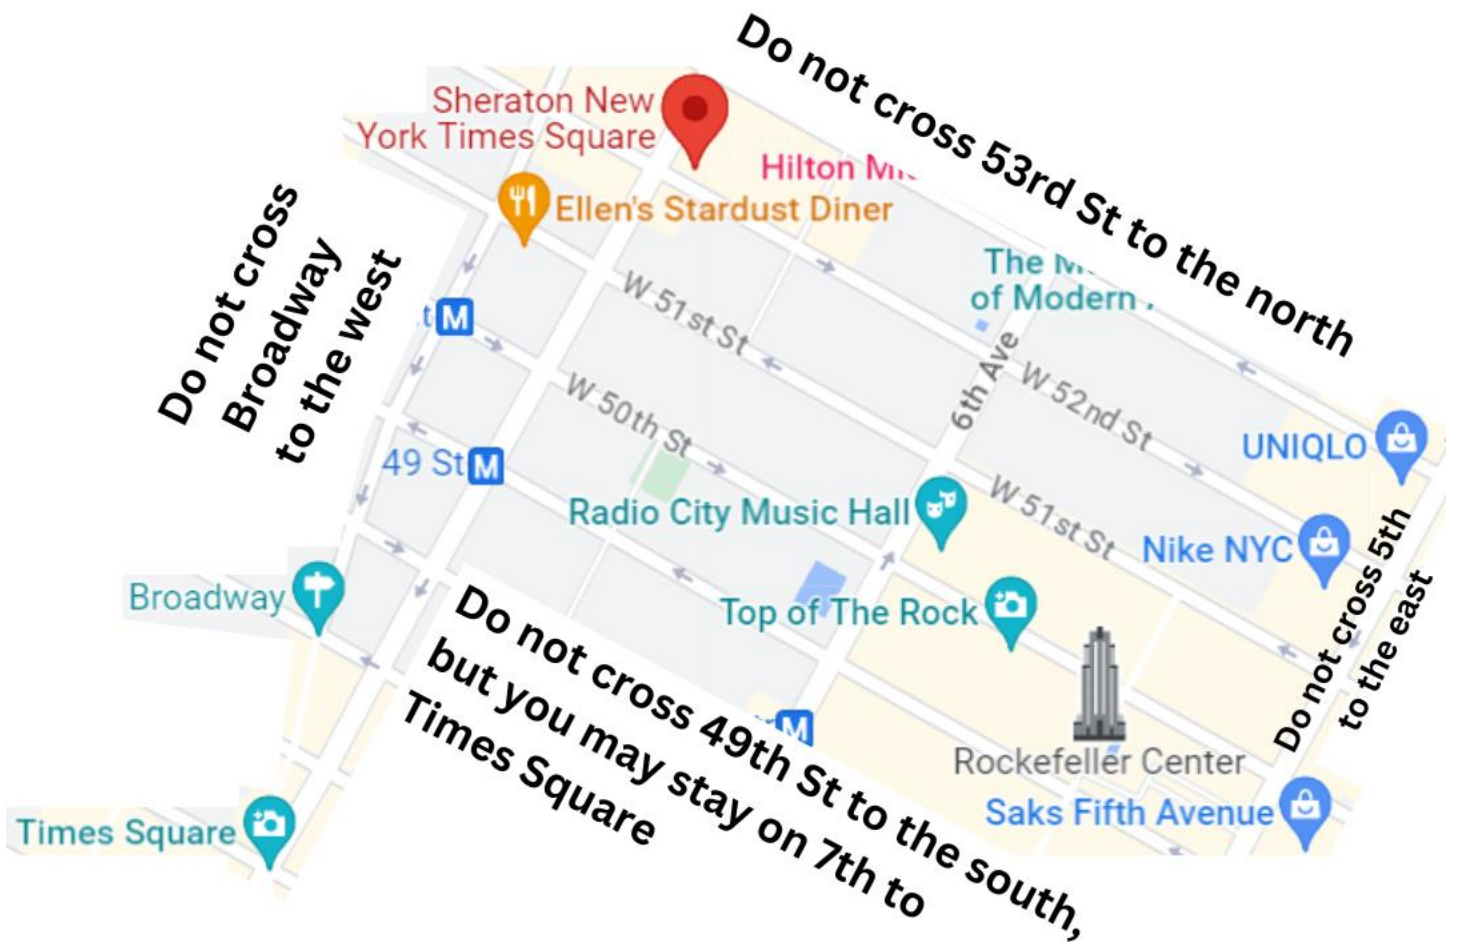 Do not cross 53rd St to the north
Sheraton New
York Times Square
Hilton
Ellen's Stardust Diner
Do not cross
Broadway
to the west
The
of Modern
W 51st St
6th Ave
W 52nd St
M
W 50th St
UNIQLO
49 St M
Radio City Music Hall
W 51st St
Nike NYC
Do not cross 5th
to the east
Broadway
Top of The Rock
Do not cross 49th St to the south,
but you may stay on 7th to
Times Square
M
Rockefeller Center
Saks Fifth Avenue
Times Square